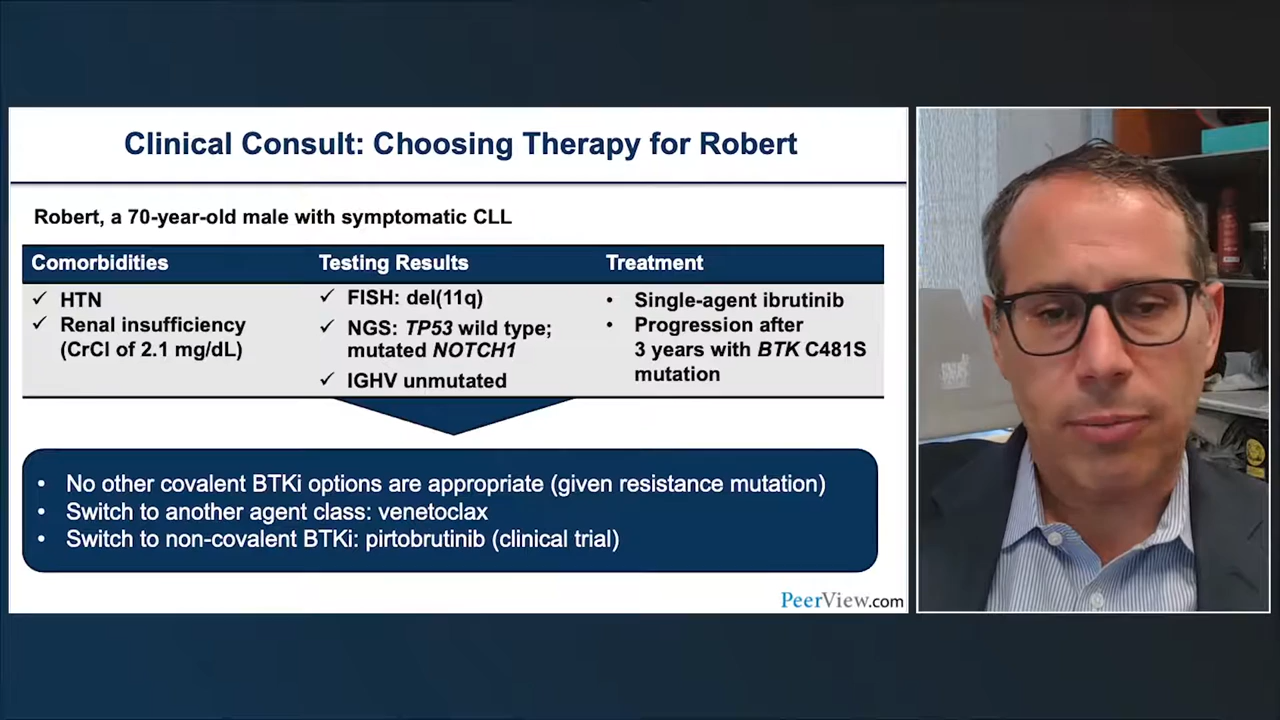 Clinical Consult: Choosing Therapy for Robert
Robert, a 70-year-old male with symptomatic CLL
Comorbidities
✓ HTN
✓ Renal insufficiency
(CrCl of 2.1 mg/dL)
Testing Results
✓ FISH: del(11q)
✓ NGS: TP53 wild type;
mutated NOTCH1
✓ IGHV unmutated
Treatment
• Single-agent ibrutinib
• Progression after
3 years with BTK C481S
mutation
• No other covalent BTKi options are appropriate (given resistance mutation)
• Switch to another agent class: venetoclax
• Switch to non-covalent BTKi: pirtobrutinib (clinical trial)
PeerView.com